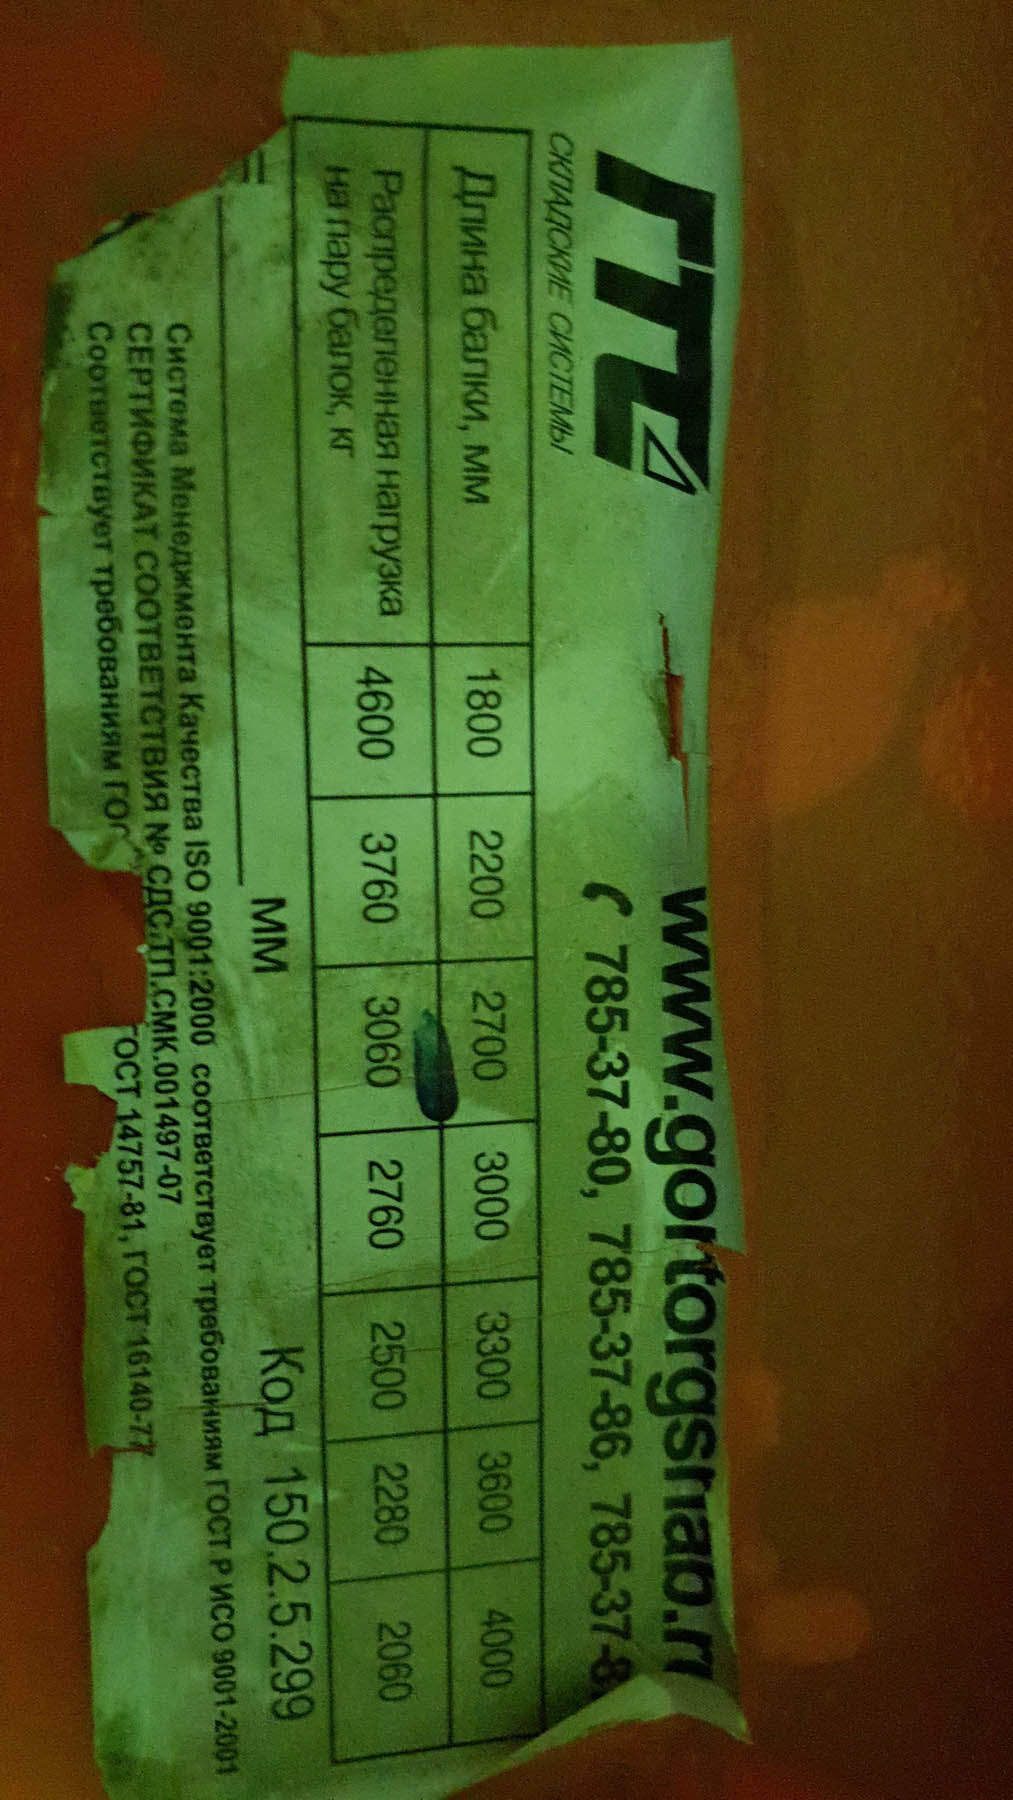 ГТС
СКЛАДСКИЕ СИСТЕМЫ
www.gortorgsnab.r
785-37-80, 785-37-86, 785-37-8
Длина балки, мм 1800 2200 2700 3000 3300 3600 4000
Распределенная нагрузка
на пару балок, кг 4600 3760 3060 2760 2500 2280 2060
мм Код 150.2.5.299
Система Менеджмента Качества ISO 9001:2000 соответствует требованиям ГОСТ Р ИСО 9001-2001
СЕРТИФИКАТ СООТВЕТСТВИЯ № СДС.ТП.СМК.001497-07
Соответствует требованиям ГОС ГОСТ 14757-81, ГОСТ 16140-77